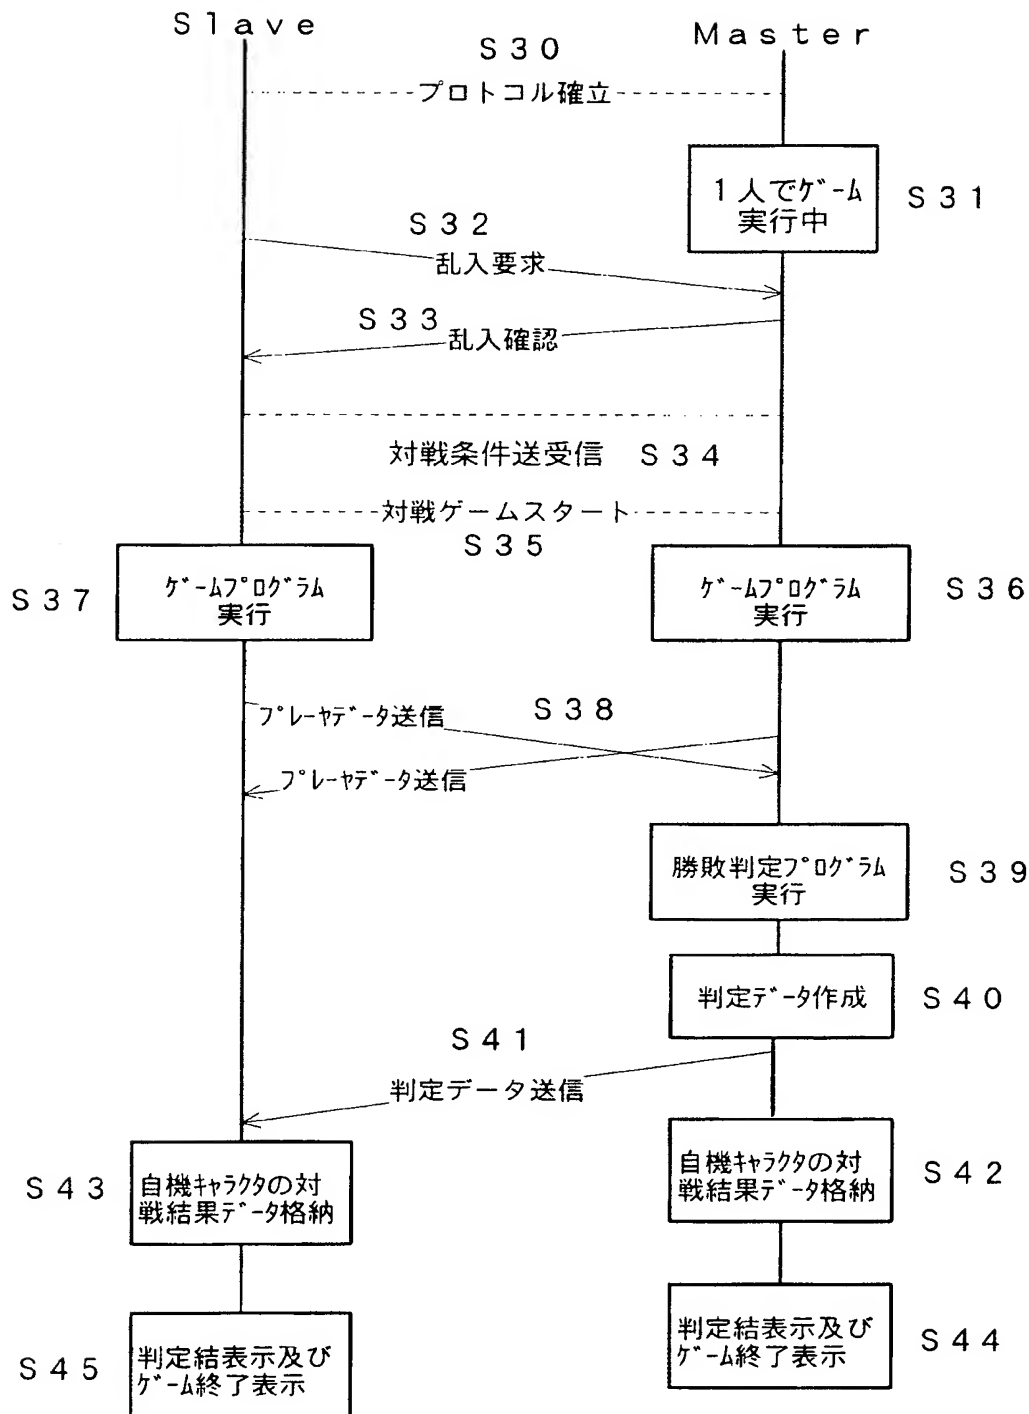 Slave
Master
S30
プロトコル確立
1人でゲーム
実行中
S31
S32
乱入要求
S33
乱入確認
対戦条件送受信 S34
対戦ゲームスタート
S35
S37
ゲームプログラム
実行
ゲームプログラム
実行
S36
プレーヤデータ送信
S38
プレーヤデータ送信
勝敗判定プログラム
実行
S39
判定データ作成
S40
S41
判定データ送信
S43
自機キャラクタの対
戦結果データ格納
自機キャラクタの対
戦結果データ格納
S42
S45
判定結表示及び
ゲーム終了表示
判定結表示及び
ゲーム終了表示
S44